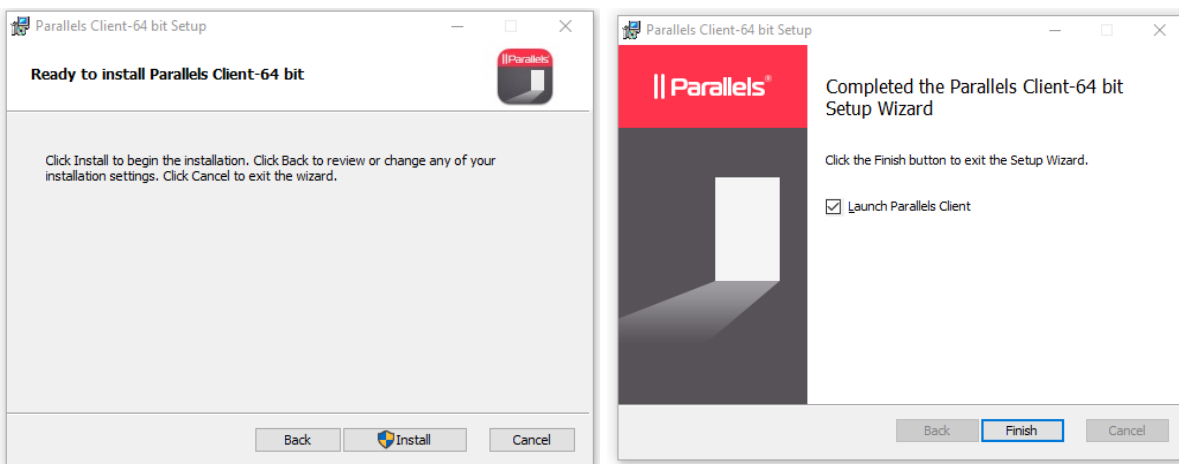 Parallels Client-64 bit Setup
Ready to install Parallels Client-64 bit
||Parallels
Click Install to begin the installation. Click Back to review or change any of your
installation settings. Click Cancel to exit the wizard.
Back
Install
Cancel
Parallels Client-64 bit Setup
|| Parallels®
Completed the Parallels Client-64 bit
Setup Wizard
Click the Finish button to exit the Setup Wizard.
Launch Parallels Client
Back
Finish
Cancel